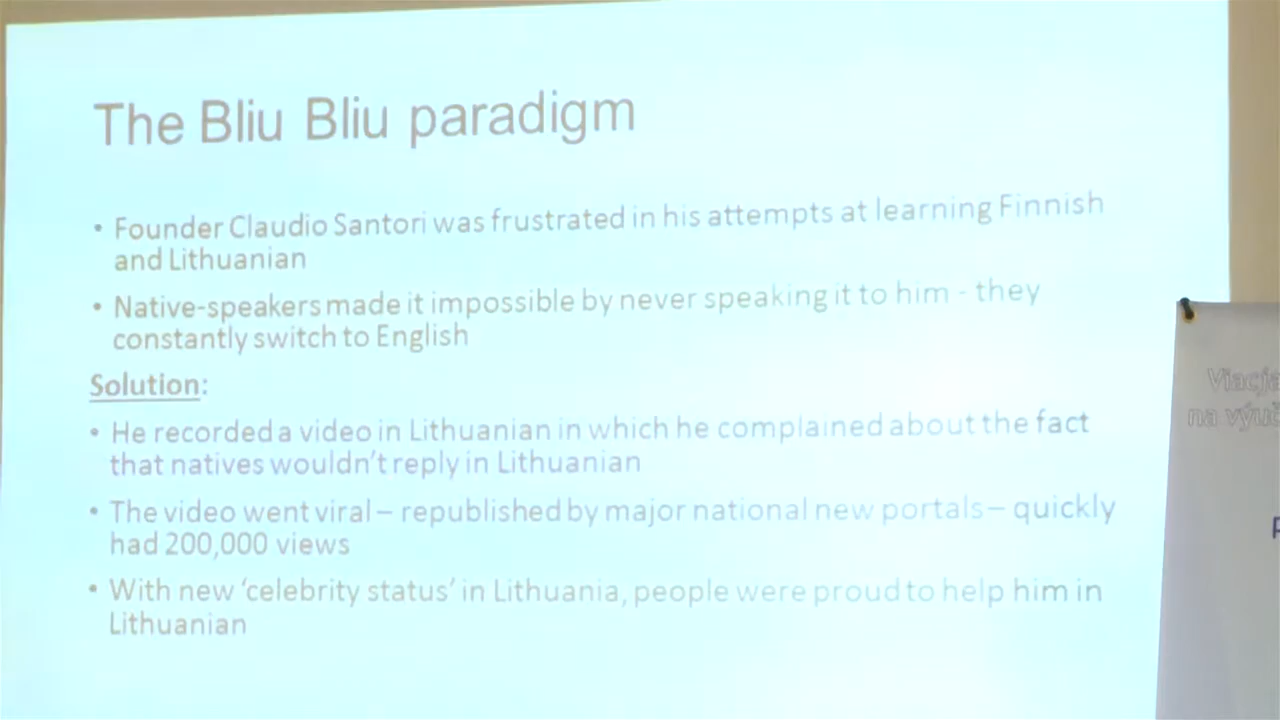 The Bliu Bliu paradigm
• Founder Claudio Santori was frustrated in his attempts at learning Finnish
and Lithuanian
• Native-speakers made it impossible by never speaking it to him - they
constantly switch to English
Solution:
• He recorded a video in Lithuanian in which he complained about the fact
that natives wouldn't reply in Lithuanian
• The video went viral – republished by major national new portals – quickly
had 200,000 views
• With new 'celebrity status' in Lithuania, people were proud to help him in
Lithuanian
na